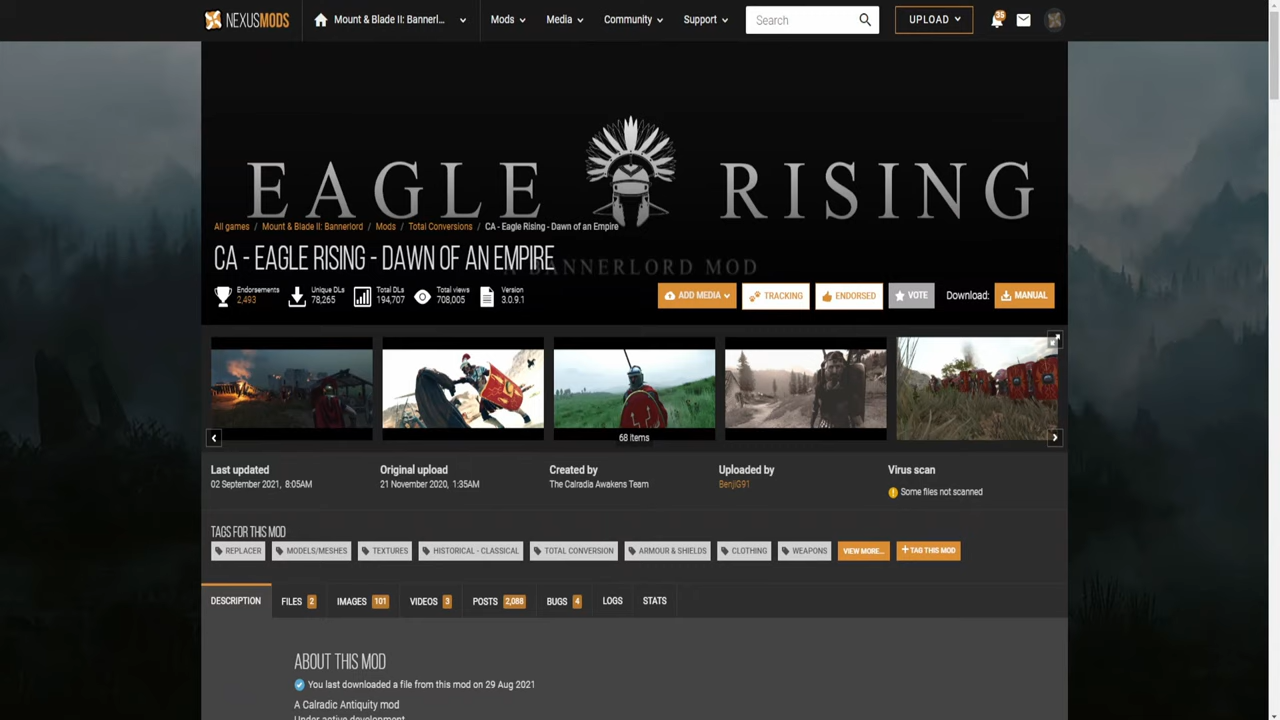 NEXUSMODS
Mount & Blade II: Bannerl...
Mods
Media
Community
Support
Search
UPLOAD
35
EAGLE RISING
All games / Mount & Blade II: Bannerlord / Mods / Total Conversions / CA - Eagle Rising - Dawn of an Empire
CA - EAGLE RISING - DAWN OF AN EMPIRE
BANNERLORD MOD
Endorsements
2,493
Unique DLs
78,265
Total DLs
194,707
Total views
708,005
Version
3.0.9.1
ADD MEDIA
TRACKING
ENDORSED
VOTE
Download:
MANUAL
68 items
Last updated
02 September 2021, 8:05AM
Original upload
21 November 2020, 1:35AM
Created by
The Calradia Awakens Team
Uploaded by
BenjiG91
Virus scan
Some files not scanned
TAGS FOR THIS MOD
REPLACER
MODELS/MESHES
TEXTURES
HISTORICAL - CLASSICAL
TOTAL CONVERSION
ARMOUR & SHIELDS
CLOTHING
WEAPONS
VIEW MORE...
+ TAG THIS MOD
DESCRIPTION
FILES 2
IMAGES 101
VIDEOS 3
POSTS 2,088
BUGS 4
LOGS
STATS
ABOUT THIS MOD
You last downloaded a file from this mod on 29 Aug 2021
A Calradic Antiquity mod
Under active development